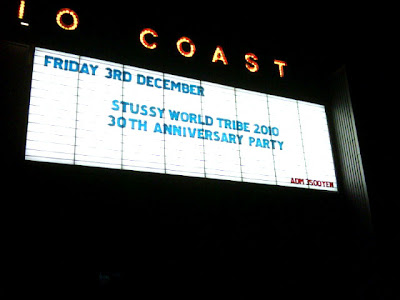 IO COAST
FRIDAY 3RD DECEMBER
STUSSY WORLD TRIBE 2010
30TH ANNIVERSARY PARTY
ADM 3500YEN